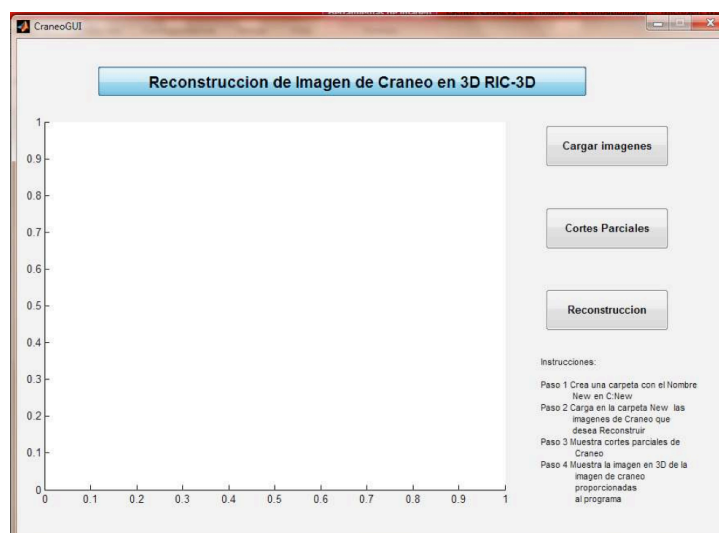 CraneoGUI
Reconstruccion de Imagen de Craneo en 3D RIC-3D
1
0.9
0.8
0.7
0.6
0.5
0.4
0.3
0.2
0.1
0
0 0.1 0.2 0.3 0.4 0.5 0.6 0.7 0.8 0.9 1
Cargar imagenes
Cortes Parciales
Reconstruccion
Instrucciones:
Paso 1 Crea una carpeta con el Nombre
New en C:New
Paso 2 Carga en la carpeta New las
imagenes de Craneo que
desea Reconstruir
Paso 3 Muestra cortes parciales de
Craneo
Paso 4 Muestra la imagen en 3D de la
imagen de craneo
proporcionadas
al programa